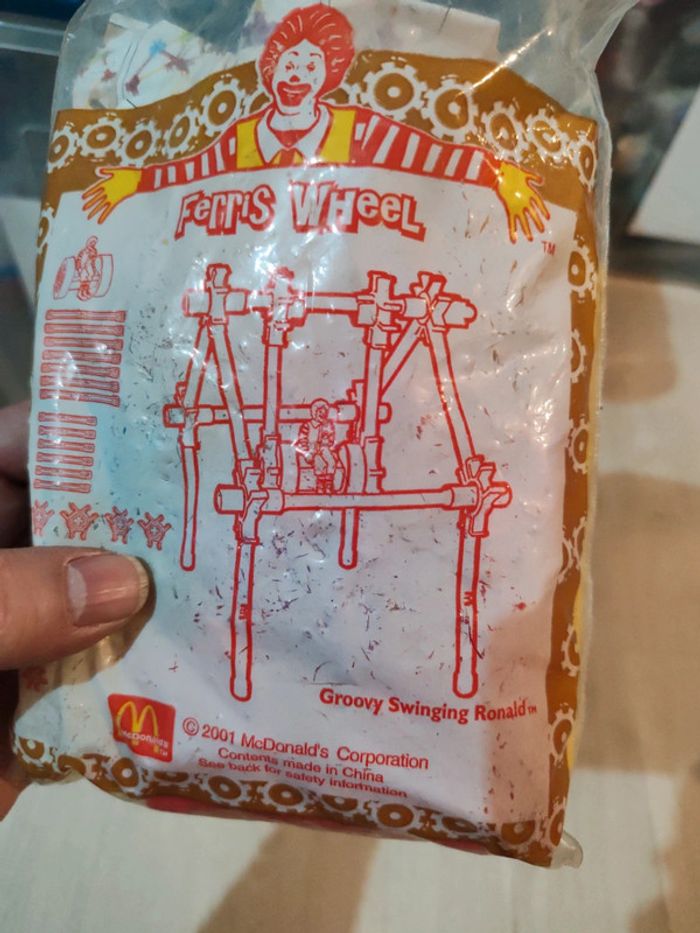 Ferris Wheel
TM
Groovy Swinging Ronald™
McDonald's
TM
© 2001 McDonald's Corporation
Contents made in China
See back for safety information